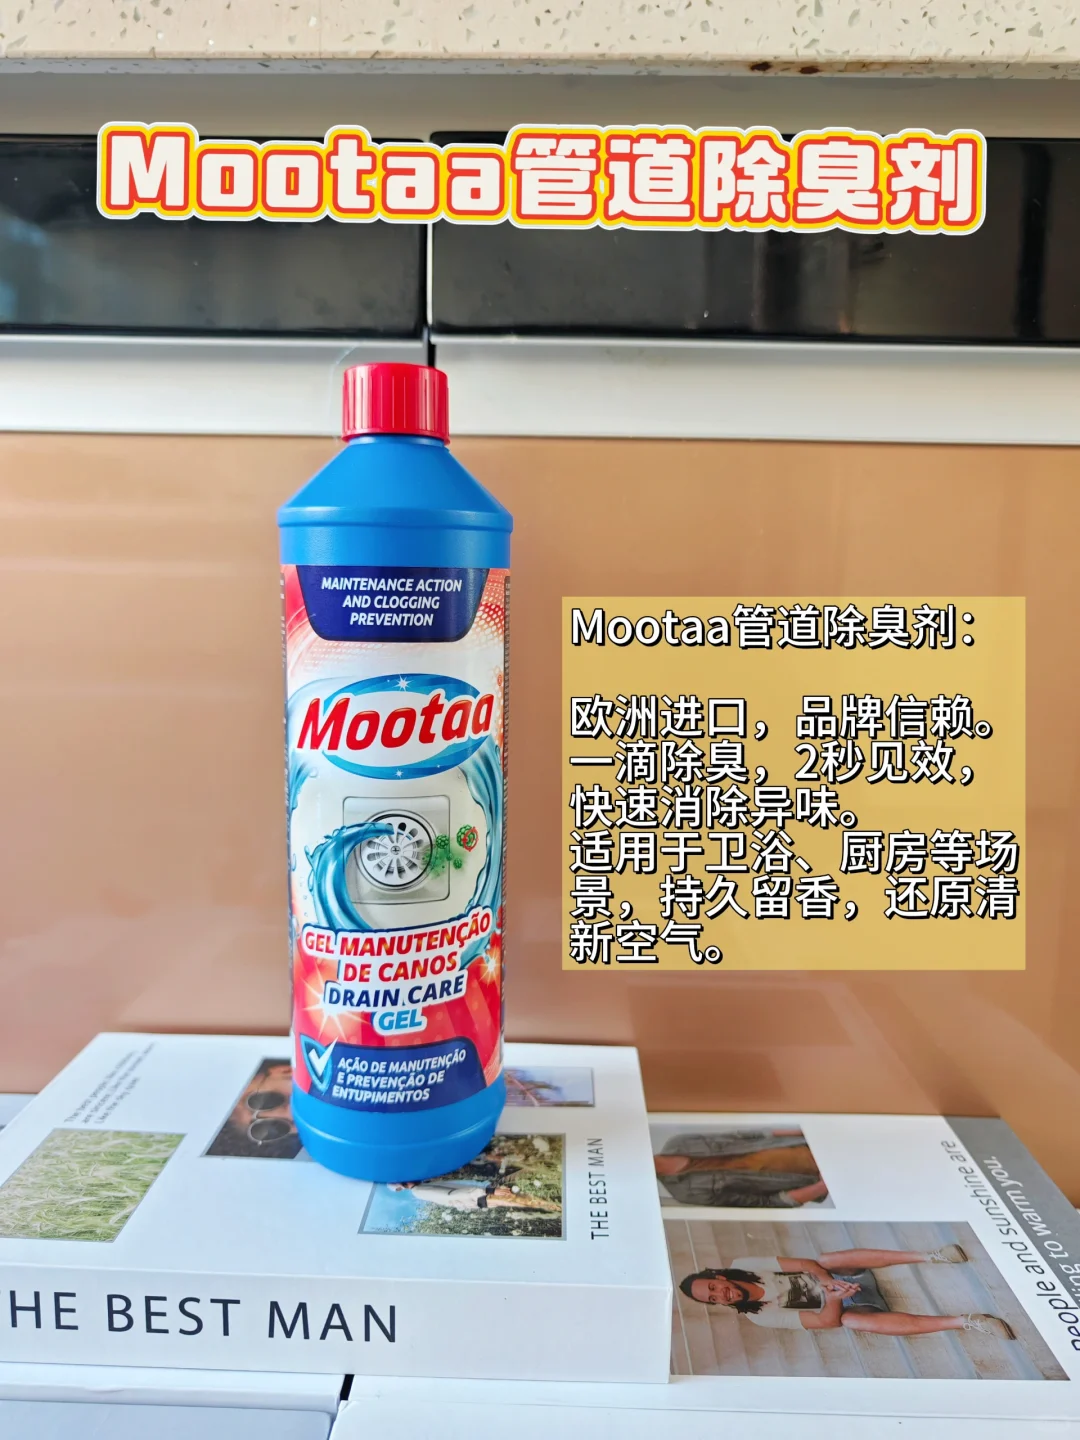 Mootaa管道除臭剂
MAINTENANCE ACTION
AND CLOGGING
PREVENTION
Mootaa
GEL MANUTENÇÃO
DE CANOS
DRAIN CARE
GEL
AÇÃO DE MANUTENÇÃO
E PREVENÇÃO DE
ENTUPIMENTOS
Mootaa管道除臭剂：
欧洲进口，品牌信赖。
一滴除臭，2秒见效，
快速消除异味。
适用于卫浴、厨房等场
景，持久留香，还原清
新空气。
THE BEST MAN
THE BEST MAN
people and sunshine are
to warm you.